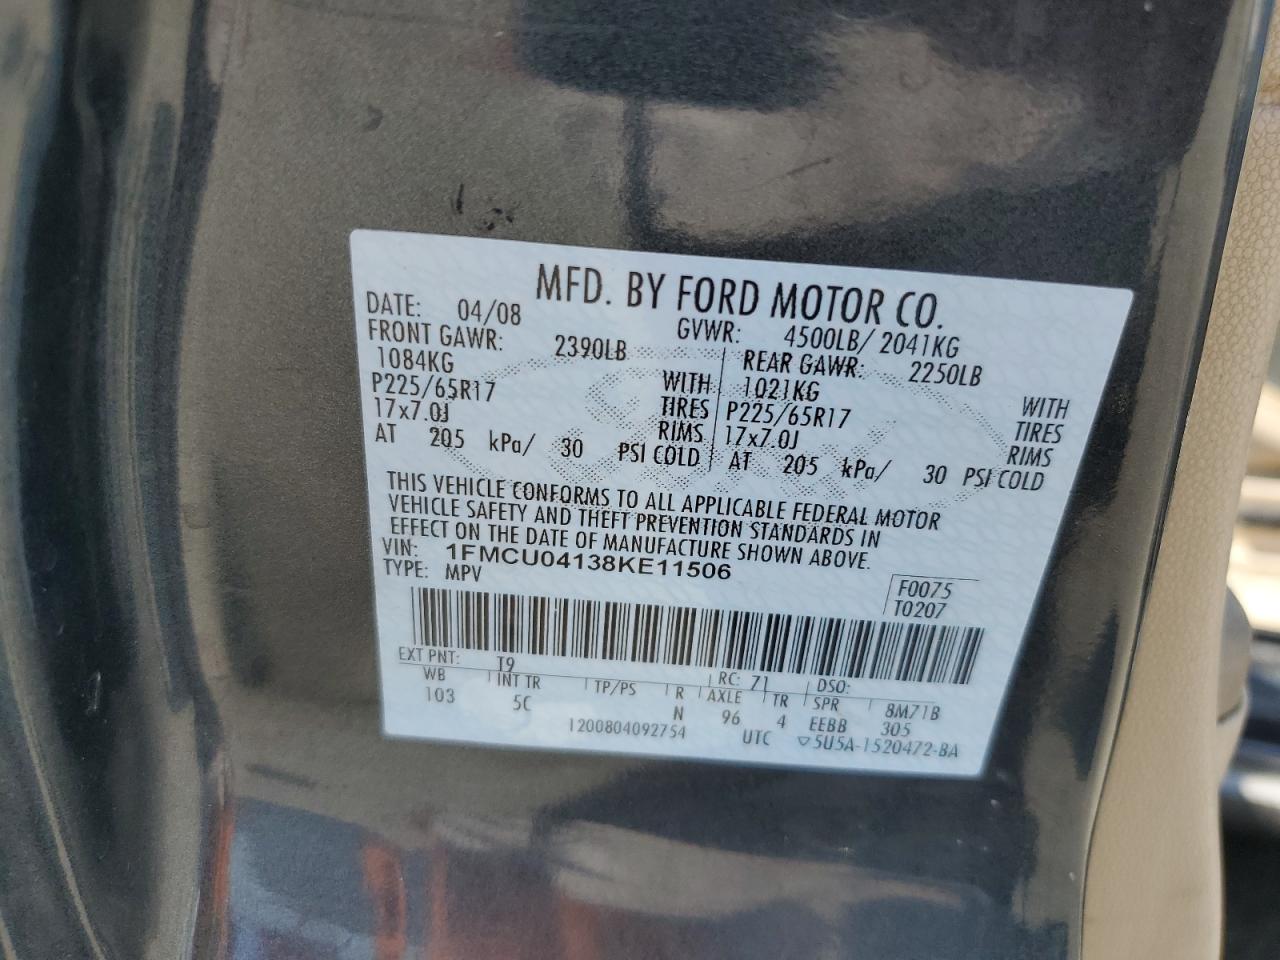 MFD. BY FORD MOTOR CO.
DATE: 04/08 GVWR: 4500LB/ 2041KG
FRONT GAWR: 2390LB REAR GAWR: 2250LB
1084KG WITH 1021KG WITH
P225/65R17 TIRES P225/65R17 TIRES
17x7.0J RIMS 17x7.0J RIMS
AT 205 kPa/ 30 PSI COLD AT 205 kPa/ 30 PSI COLD
THIS VEHICLE CONFORMS TO ALL APPLICABLE FEDERAL MOTOR
VEHICLE SAFETY AND THEFT PREVENTION STANDARDS IN
EFFECT ON THE DATE OF MANUFACTURE SHOWN ABOVE.
VIN: 1FMCU04138KE11506
TYPE: MPV
F0075
T0207
EXT PNT: T9 RC: 71 DSO:
WB INT TR TP/PS R AXLE TR SPR 8M71B
103 5C N 96 4 EEBB 305
1200804092754 UTC 5U5A-1520472-BA